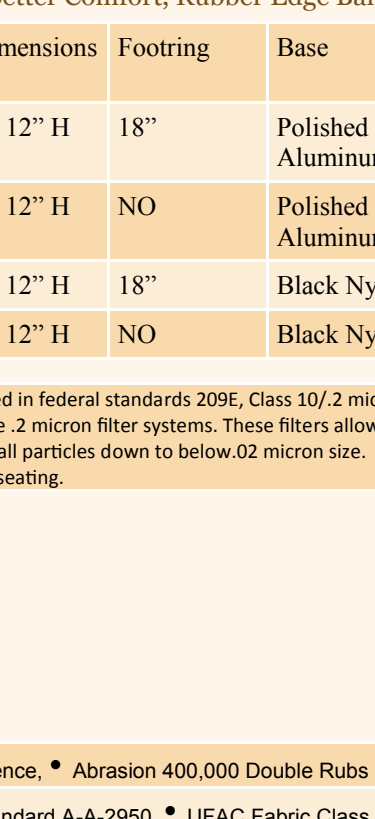 Better Comfort, Rubber Edge
mensions Footring Base
12” H 18” Polished
Aluminu
12” H NO Polished
Aluminu
12” H 18” Black Ny
12” H NO Black Ny
ed in federal standards 209E, Class 10/.2 mic
e .2 micron filter systems. These filters allow
all particles down to below.02 micron size.
seating.
ence, • Abrasion 400,000 Double Rubs
ndard A-A-2950 • UFAC Fabric Class